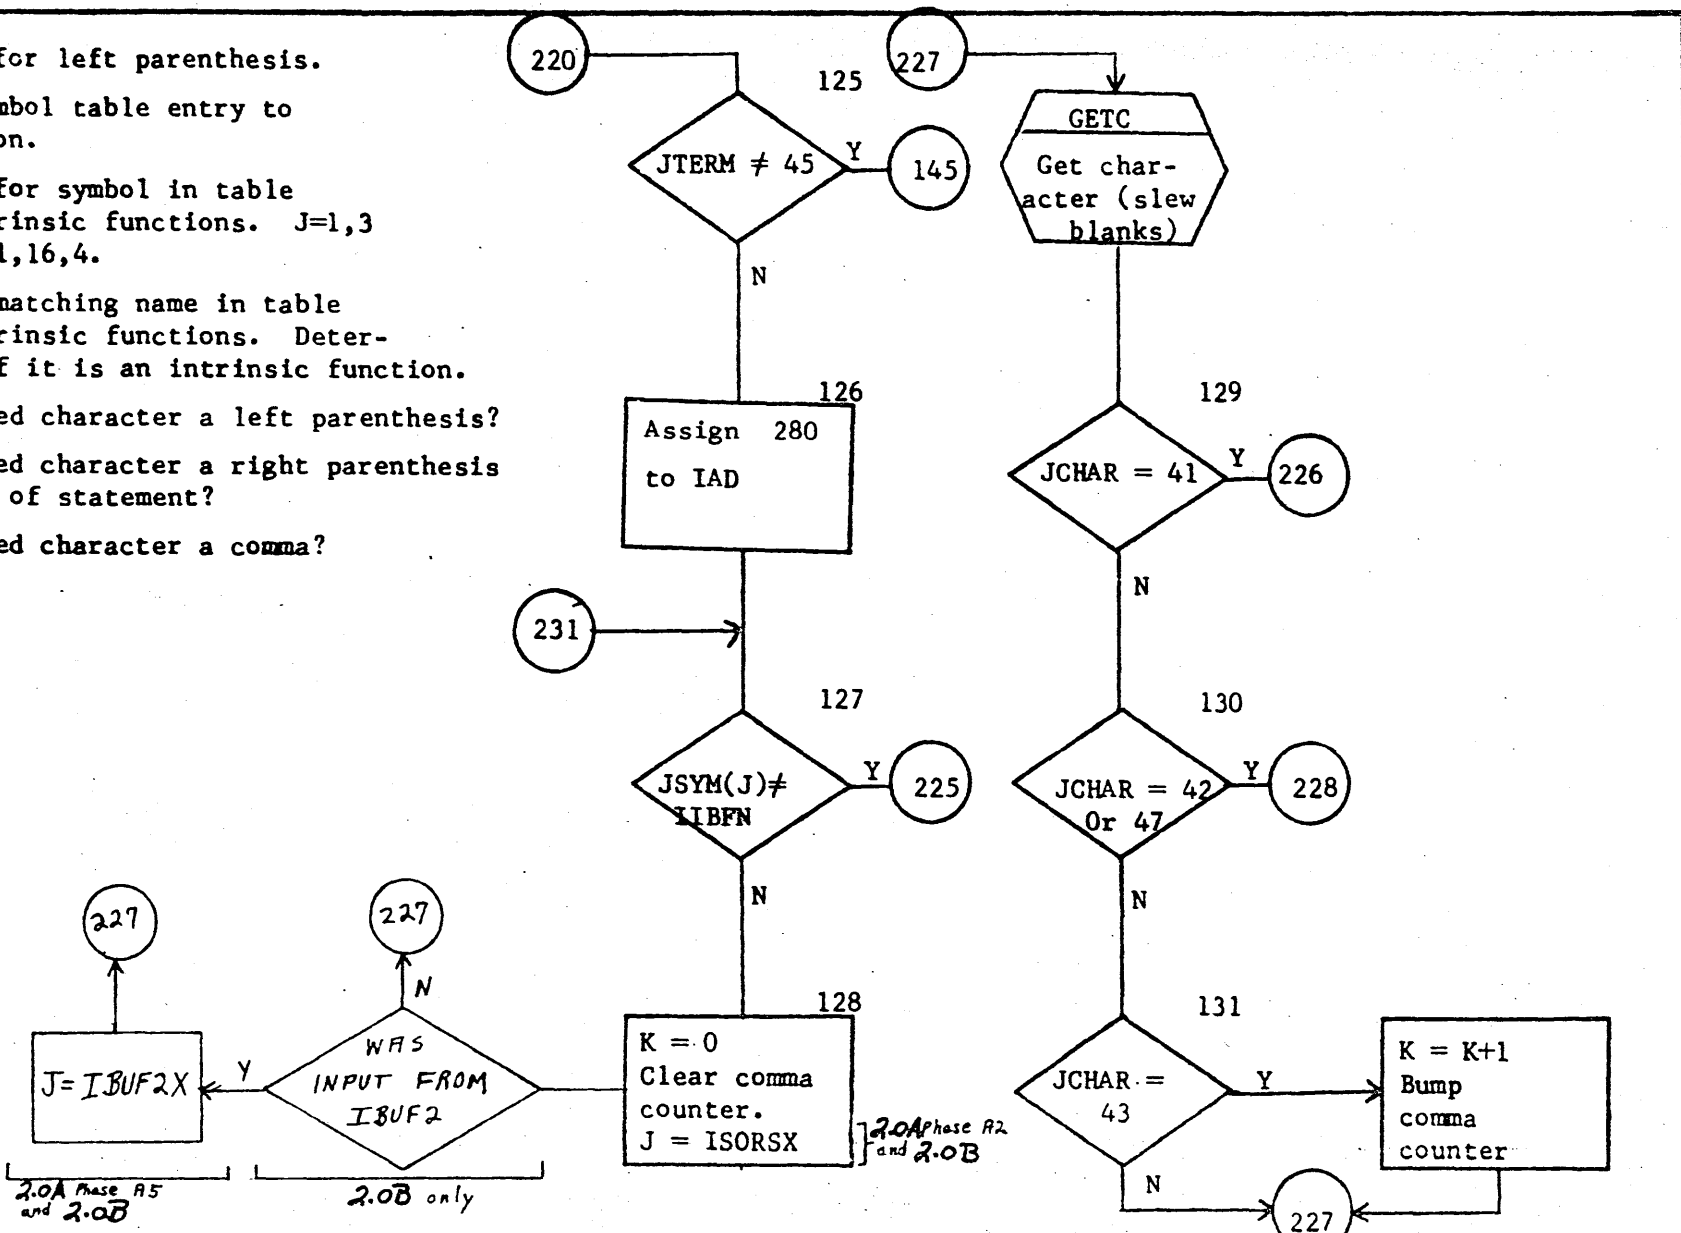 for left parenthesis.
mbol table entry to
on.
for symbol in table
rinsic functions. J=1,3
1,16,4.
matching name in table
rinsic functions. Deter-
f it is an intrinsic function.
ed character a left parenthesis?
ed character a right parenthesis
of statement?
ed character a comma?
220
125
JTERM ≠ 45
Y
145
N
126
Assign 280
to IAD
231
127
JSYM(J)≠
IIBFN
Y
225
N
128
K = 0
Clear comma
counter.
J = ISORSX
2.0A Phase A2
and 2.0B
WAS
INPUT FROM
IBUF2
N
227
Y
J=IBUF2X
227
2.0A Phase A5
and 2.0B
2.0B only
227
GETC
Get char-
acter (slew
blanks)
129
JCHAR = 41
Y
226
N
130
JCHAR = 42
Or 47
Y
228
N
131
JCHAR =
43
Y
K = K+1
Bump
comma
counter
N
227